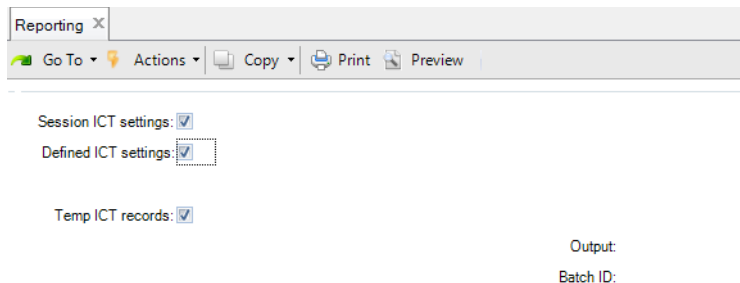 Reporting
Go To Actions Copy Print Preview
Session ICT settings:
Defined ICT settings:
Temp ICT records:
Output:
Batch ID: